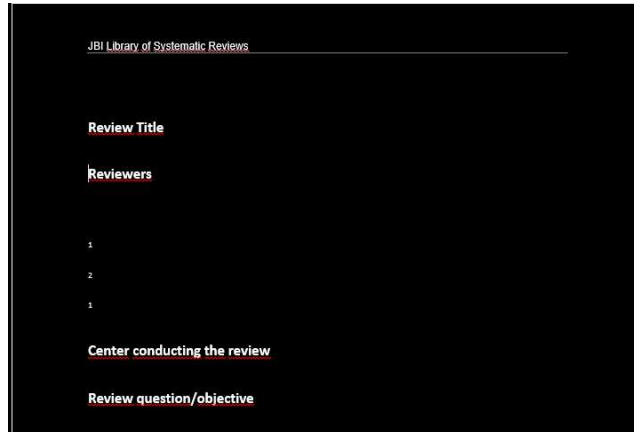 JBI Library of Systematic Reviews
Review Title
Reviewers
1
2
1
Center conducting the review
Review question/objective